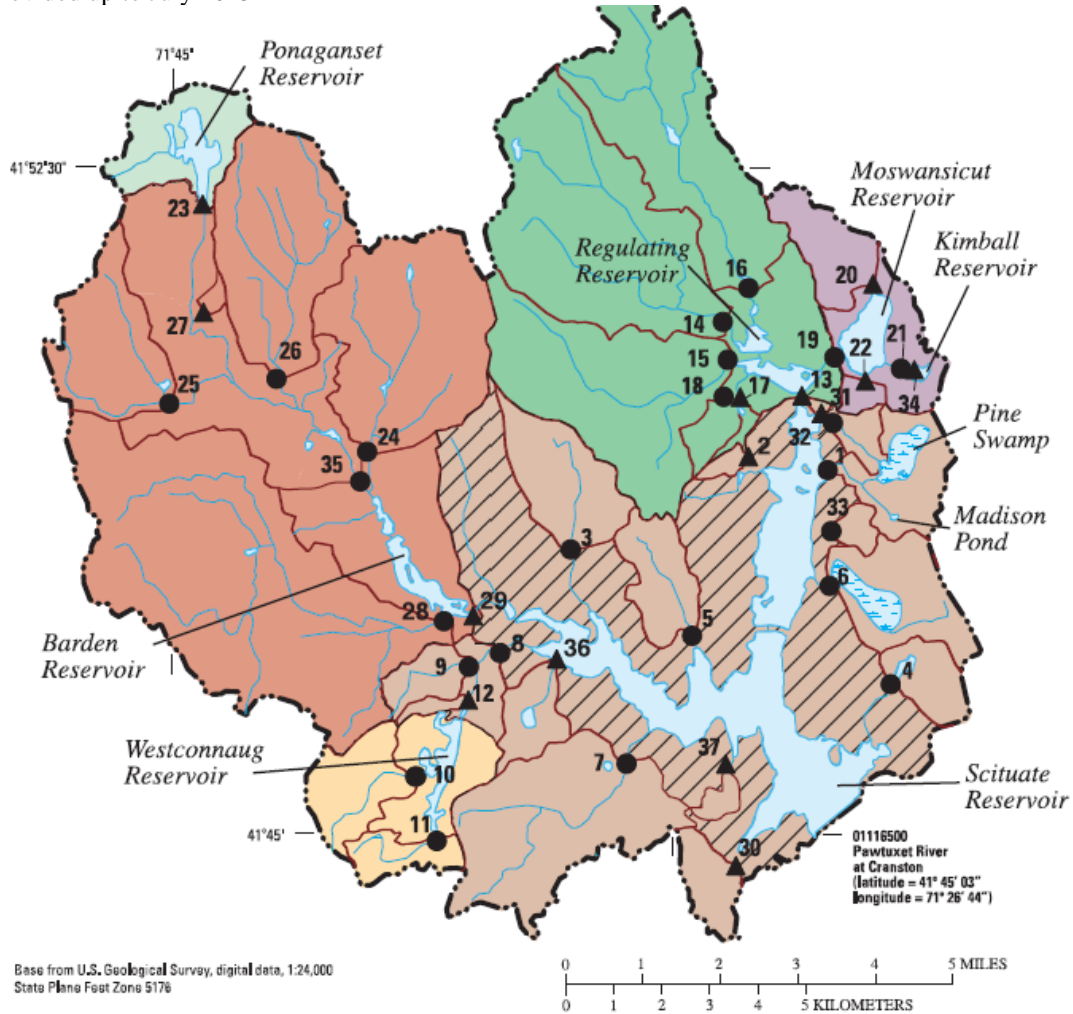 Ponaganset
Reservoir
71°45'
41°52'30"
Moswansicut
Reservoir
Kimball
Reservoir
Regulating
Reservoir
23
16
20
27
14
19
21
22
15
26
13
25
18
17
31
34
32
Pine
Swamp
24
2
1
35
33
Madison
Pond
3
6
29
28
5
Barden
Reservoir
8
36
9
4
12
Westconnaug
Reservoir
37
7
10
Scituate
Reservoir
11
41°45'
30
01116500
Pawtuxet River
at Cranston
(latitude = 41° 45' 03"
longitude = 71° 26' 44")
Base from U.S. Geological Survey, digital data, 1:24,000
State Plane Feet Zone 5176
0 1 2 3 4 5 MILES
0 1 2 3 4 5 KILOMETERS